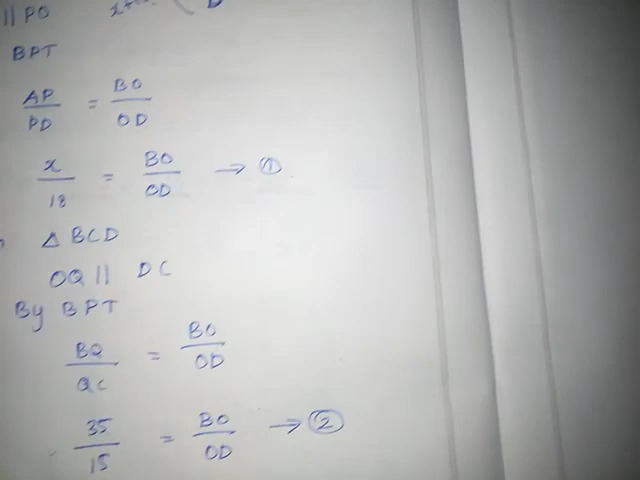 || PO
BPT
AP/PD = BO/OD
x/18 = BO/OD → ①
△ BCD
OQ || DC
By BPT
BQ/QC = BO/OD
35/15 = BO/OD → ②